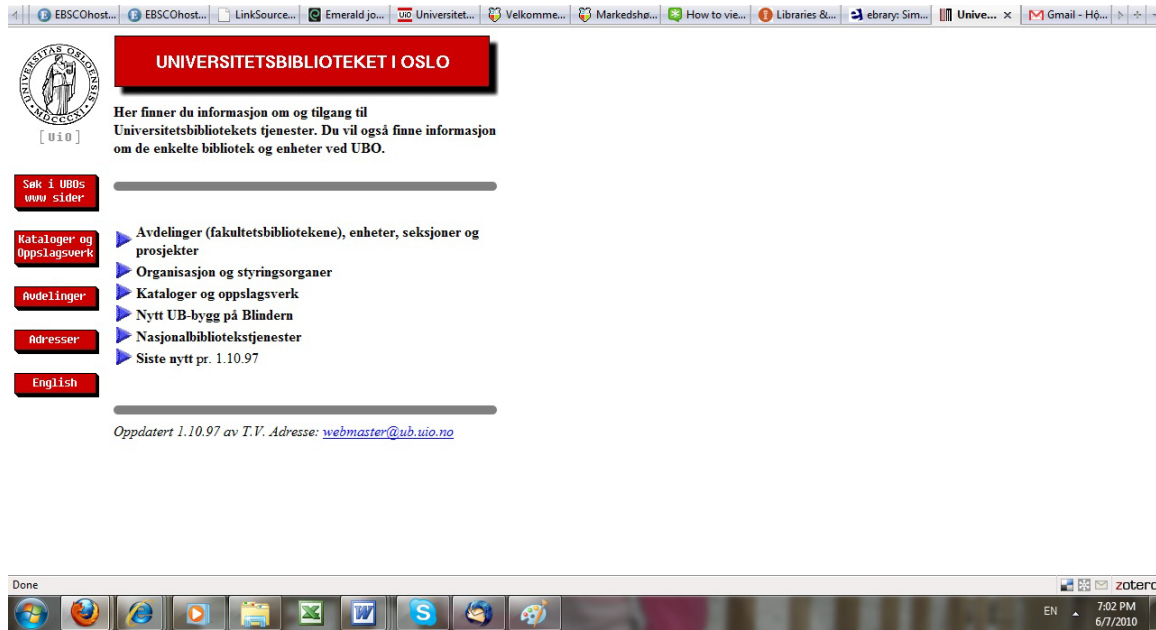 EBSCOhost...
EBSCOhost...
LinkSource...
Emerald jo...
UiO Universitet...
Velkomme...
Markedshø...
How to vie...
Libraries &...
ebrary: Sim...
Unive...
Gmail - Hộ...
UNIVERSITAS OSLOENSIS
MDCCCXI
[UiO]
UNIVERSITETSBIBLIOTEKET I OSLO
Her finner du informasjon om og tilgang til
Universitetsbibliotekets tjenester. Du vil også finne informasjon
om de enkelte bibliotek og enheter ved UBO.
Søk i UBOs
www sider
Kataloger og
Oppslagsverk
Avdelinger
Adresser
English
Avdelinger (fakultetsbibliotekene), enheter, seksjoner og
prosjekter
Organisasjon og styringsorganer
Kataloger og oppslagsverk
Nytt UB-bygg på Blindern
Nasjonalbibliotekstjenester
Siste nytt pr. 1.10.97
Oppdatert 1.10.97 av T.V. Adresse: webmaster@ub.uio.no
Done
zotero
EN
7:02 PM
6/7/2010